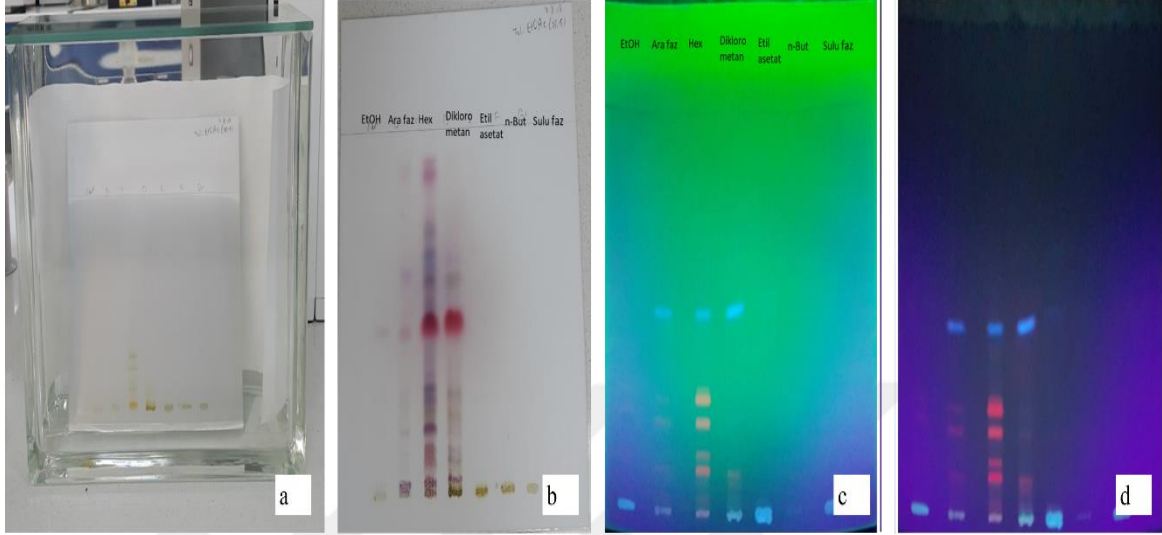 EtOH Ara faz Hex Dikloro metan Etil asetat n-But Sulu faz
EtOH Ara faz Hex Dikloro metan Etil asetat n-But Sulu faz
a
b
c
d